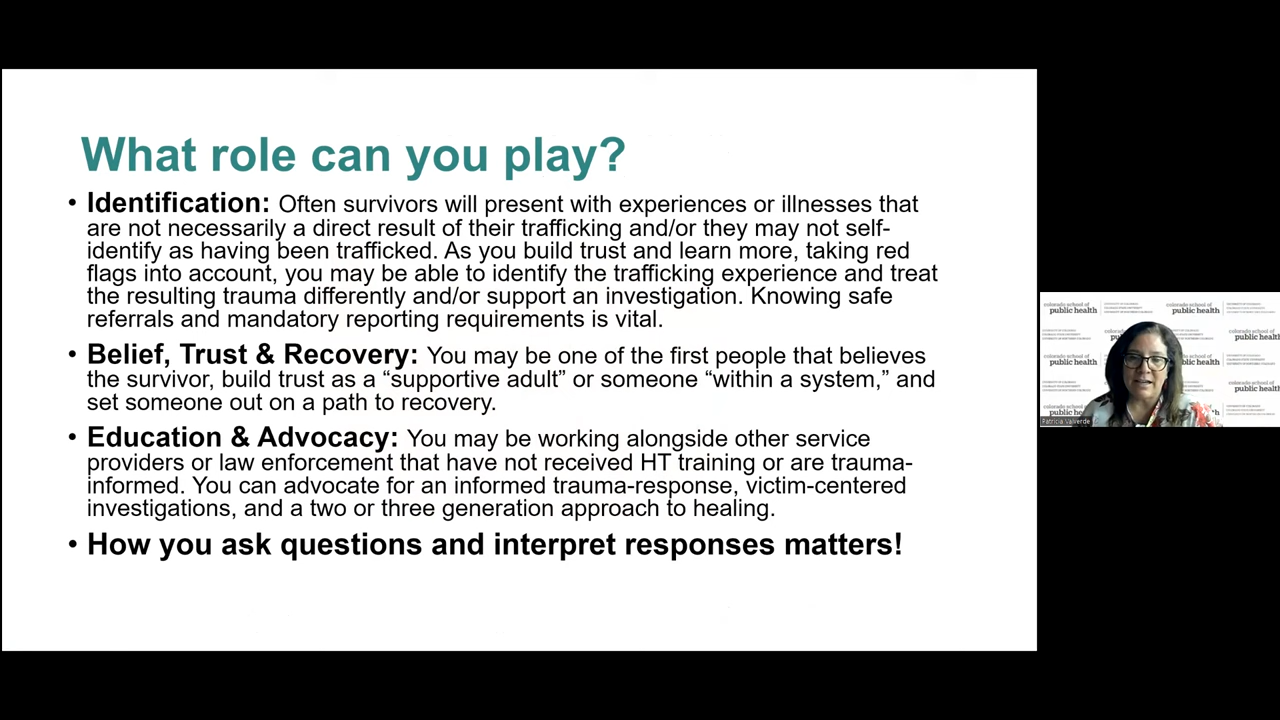 What role can you play?
• Identification: Often survivors will present with experiences or illnesses that
are not necessarily a direct result of their trafficking and/or they may not self-
identify as having been trafficked. As you build trust and learn more, taking red
flags into account, you may be able to identify the trafficking experience and treat
the resulting trauma differently and/or support an investigation. Knowing safe
referrals and mandatory reporting requirements is vital.
• Belief, Trust & Recovery: You may be one of the first people that believes
the survivor, build trust as a “supportive adult” or someone “within a system,” and
set someone out on a path to recovery.
• Education & Advocacy: You may be working alongside other service
providers or law enforcement that have not received HT training or are trauma-
informed. You can advocate for an informed trauma-response, victim-centered
investigations, and a two or three generation approach to healing.
• How you ask questions and interpret responses matters!
colorado school of
public health
colorado school of
public health
Patricia Valverde